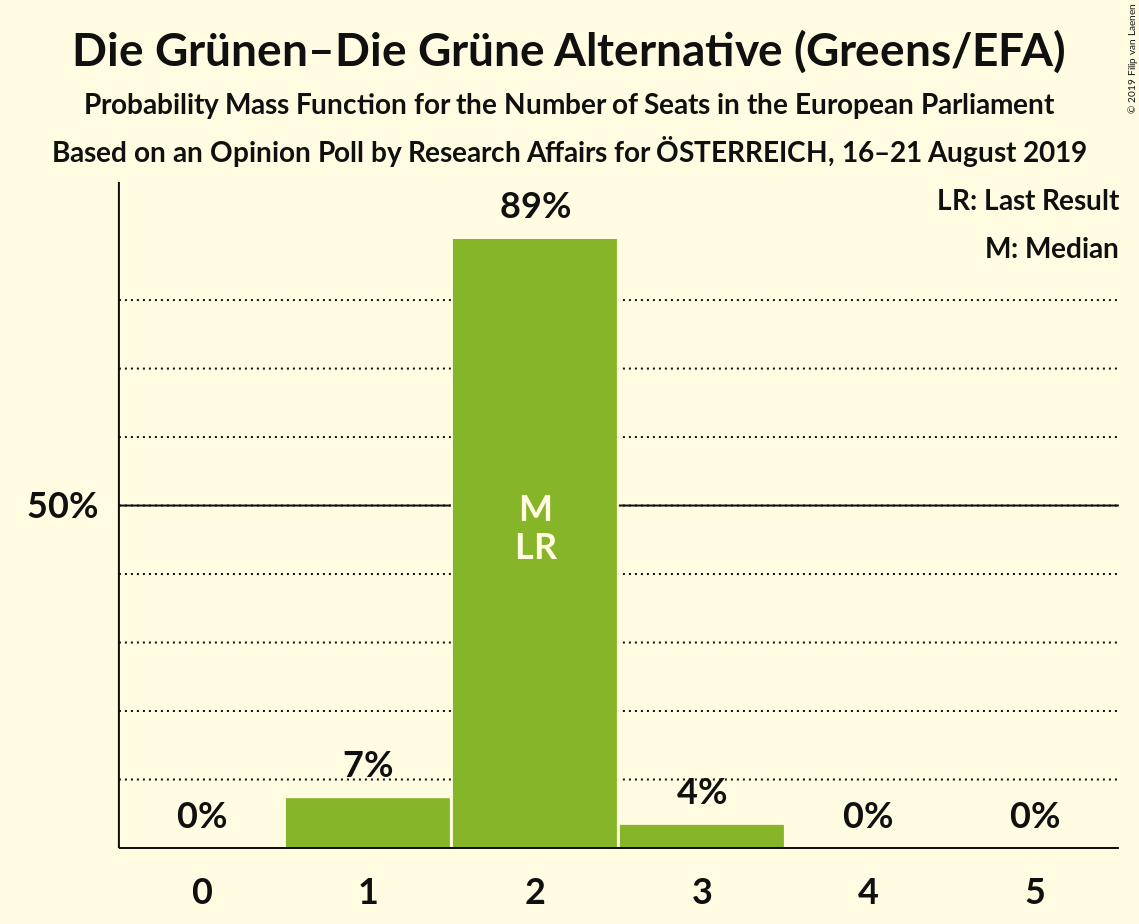 Die Grünen–Die Grüne Alternative (Greens/EFA)
Probability Mass Function for the Number of Seats in the European Parliament
Based on an Opinion Poll by Research Affairs for ÖSTERREICH, 16–21 August 2019
© 2019 Filip van Laenen
LR: Last Result
M: Median
89%
50%
M
LR
7%
4%
0%
0%
0%
0 1 2 3 4 5